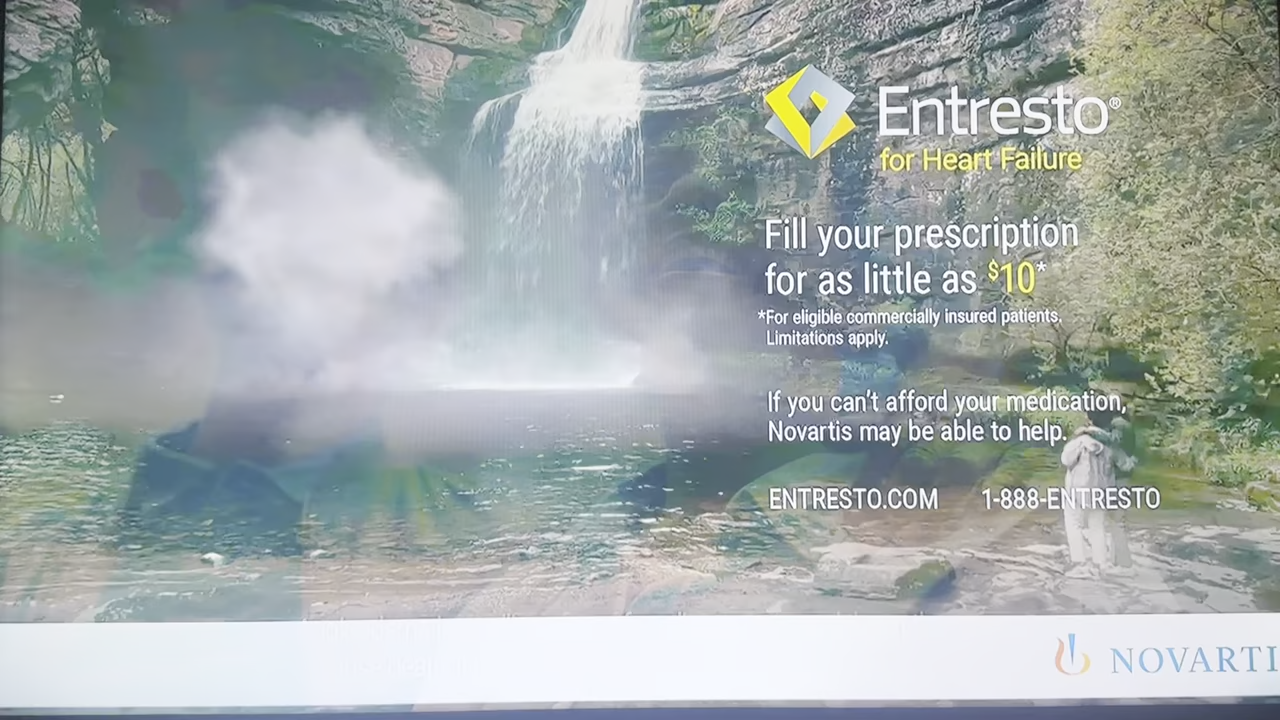 Entresto®
for Heart Failure
Fill your prescription
for as little as $10*
*For eligible commercially insured patients.
Limitations apply.
If you can't afford your medication,
Novartis may be able to help.
ENTRESTO.COM 1-888-ENTRESTO
NOVARTI